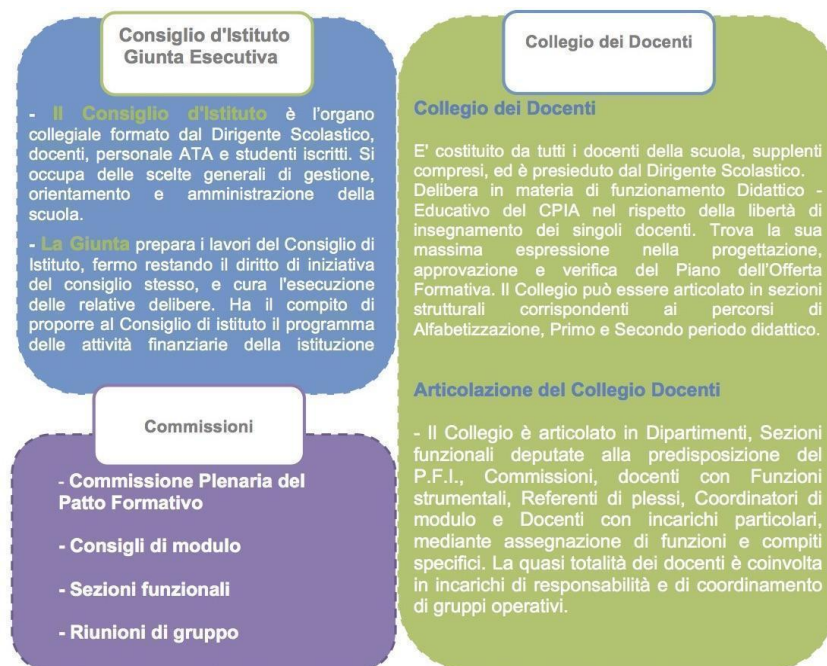 Consiglio d'Istituto
Giunta Esecutiva
- Il Consiglio d'Istituto è l'organo
collegiale formato dal Dirigente Scolastico,
docenti, personale ATA e studenti iscritti. Si
occupa delle scelte generali di gestione,
orientamento e amministrazione della
scuola.
- La Giunta prepara i lavori del Consiglio di
Istituto, fermo restando il diritto di iniziativa
del consiglio stesso, e cura l'esecuzione
delle relative delibere. Ha il compito di
proporre al Consiglio di istituto il programma
delle attività finanziarie della istituzione
Commissioni
- Commissione Plenaria del
Patto Formativo
- Consigli di modulo
- Sezioni funzionali
- Riunioni di gruppo
Collegio dei Docenti
Collegio dei Docenti
E' costituito da tutti i docenti della scuola, supplenti
compresi, ed è presieduto dal Dirigente Scolastico.
Delibera in materia di funzionamento Didattico -
Educativo del CPIA nel rispetto della libertà di
insegnamento dei singoli docenti. Trova la sua
massima espressione nella progettazione,
approvazione e verifica del Piano dell'Offerta
Formativa. Il Collegio può essere articolato in sezioni
strutturali corrispondenti ai percorsi di
Alfabetizzazione, Primo e Secondo periodo didattico.
Articolazione del Collegio Docenti
- Il Collegio è articolato in Dipartimenti, Sezioni
funzionali deputate alla predisposizione del
P.F.I., Commissioni, docenti con Funzioni
strumentali, Referenti di plessi, Coordinatori di
modulo e Docenti con incarichi particolari,
mediante assegnazione di funzioni e compiti
specifici. La quasi totalità dei docenti è coinvolta
in incarichi di responsabilità e di coordinamento
di gruppi operativi.